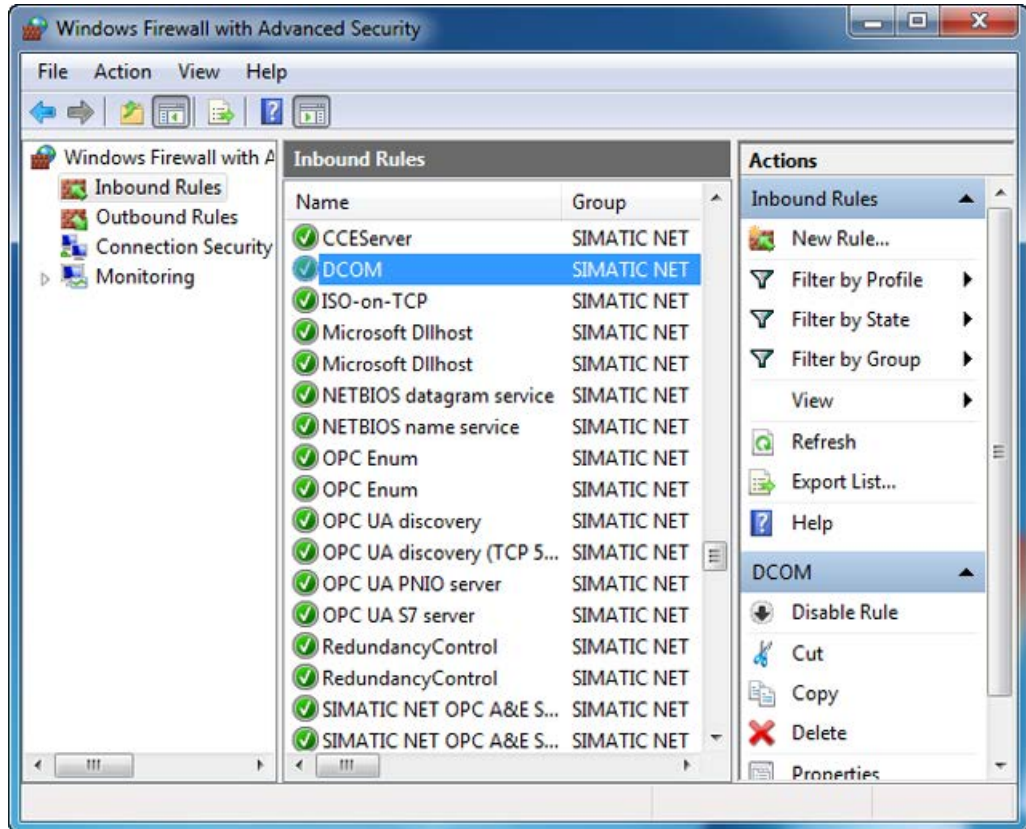 Windows Firewall with Advanced Security
File Action View Help
Windows Firewall with A
Inbound Rules
Outbound Rules
Connection Security
Monitoring
Inbound Rules
Name Group
CCEServer SIMATIC NET
DCOM SIMATIC NET
ISO-on-TCP SIMATIC NET
Microsoft Dllhost SIMATIC NET
Microsoft Dllhost SIMATIC NET
NETBIOS datagram service SIMATIC NET
NETBIOS name service SIMATIC NET
OPC Enum SIMATIC NET
OPC Enum SIMATIC NET
OPC UA discovery SIMATIC NET
OPC UA discovery (TCP 5... SIMATIC NET
OPC UA PNIO server SIMATIC NET
OPC UA S7 server SIMATIC NET
RedundancyControl SIMATIC NET
RedundancyControl SIMATIC NET
SIMATIC NET OPC A&E S... SIMATIC NET
SIMATIC NET OPC A&E S... SIMATIC NET
Actions
Inbound Rules
New Rule...
Filter by Profile
Filter by State
Filter by Group
View
Refresh
Export List...
Help
DCOM
Disable Rule
Cut
Copy
Delete
Properties